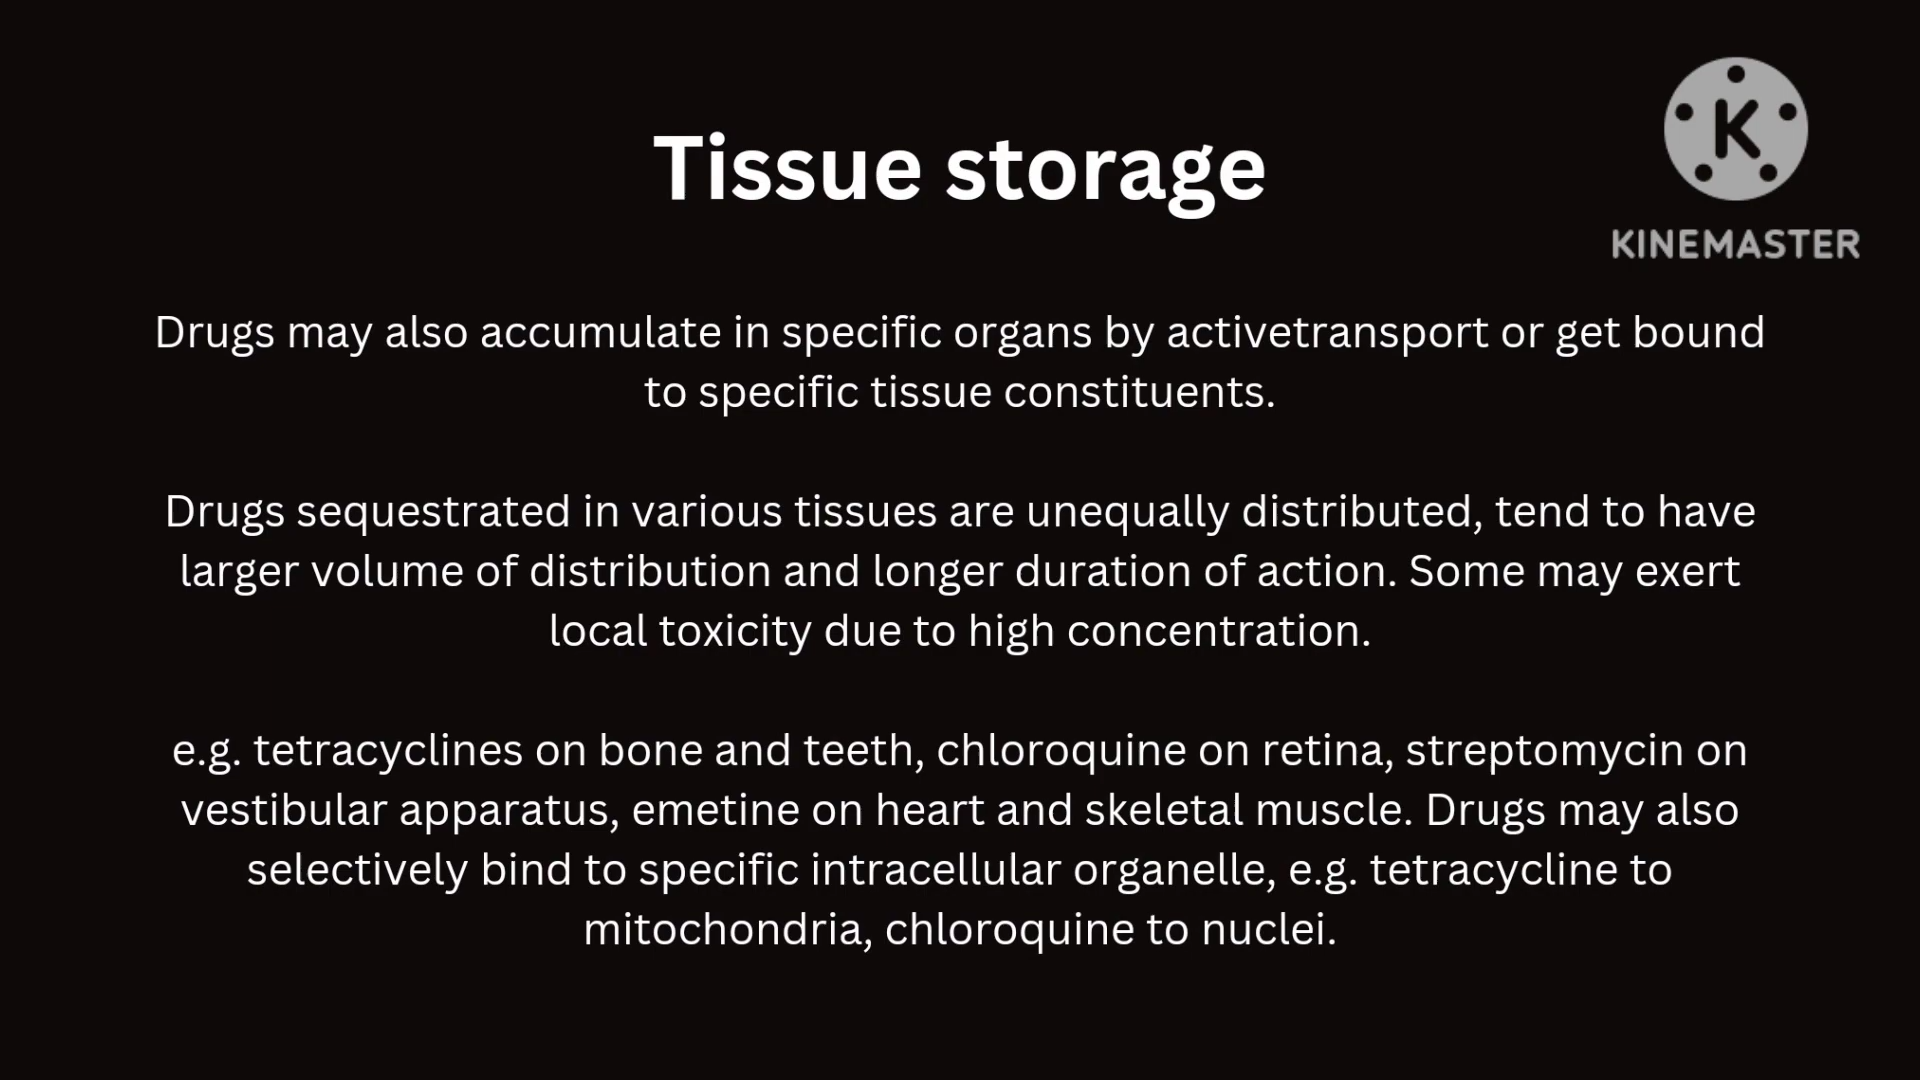 Tissue storage
K
KINEMASTER
Drugs may also accumulate in specific organs by activetransport or get bound
to specific tissue constituents.
Drugs sequestrated in various tissues are unequally distributed, tend to have
larger volume of distribution and longer duration of action. Some may exert
local toxicity due to high concentration.
e.g. tetracyclines on bone and teeth, chloroquine on retina, streptomycin on
vestibular apparatus, emetine on heart and skeletal muscle. Drugs may also
selectively bind to specific intracellular organelle, e.g. tetracycline to
mitochondria, chloroquine to nuclei.